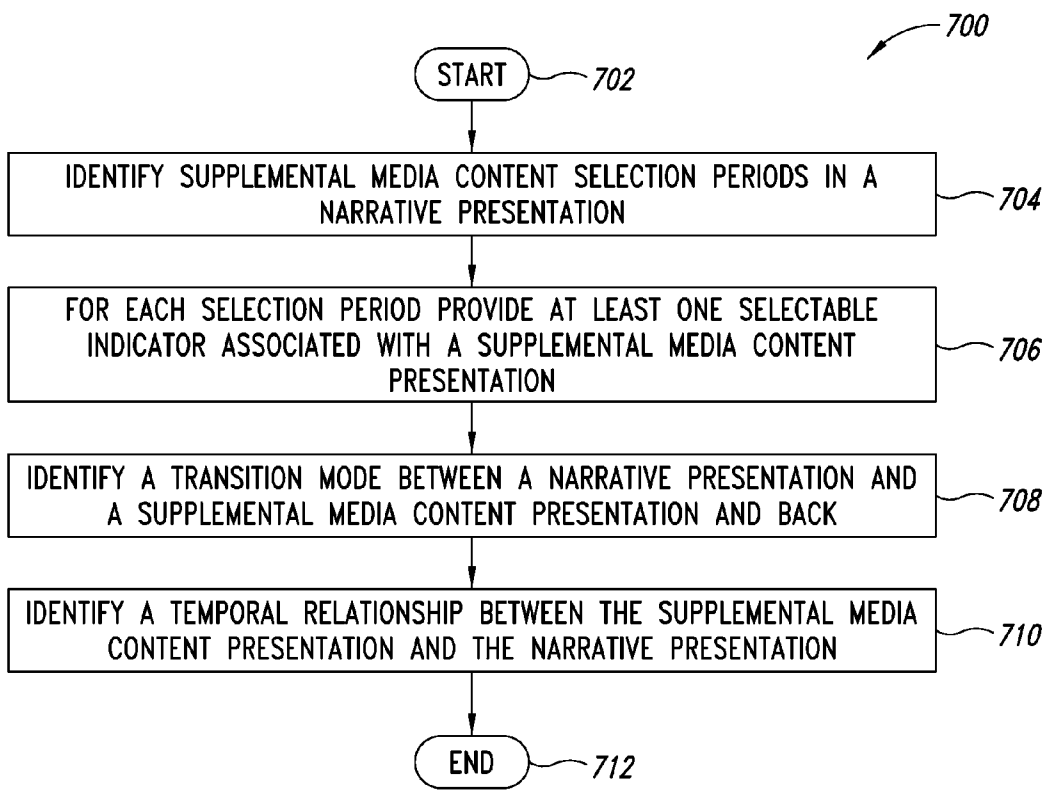 700
START
702
IDENTIFY SUPPLEMENTAL MEDIA CONTENT SELECTION PERIODS IN A
NARRATIVE PRESENTATION
704
FOR EACH SELECTION PERIOD PROVIDE AT LEAST ONE SELECTABLE
INDICATOR ASSOCIATED WITH A SUPPLEMENTAL MEDIA CONTENT
PRESENTATION
706
IDENTIFY A TRANSITION MODE BETWEEN A NARRATIVE PRESENTATION AND
A SUPPLEMENTAL MEDIA CONTENT PRESENTATION AND BACK
708
IDENTIFY A TEMPORAL RELATIONSHIP BETWEEN THE SUPPLEMENTAL MEDIA
CONTENT PRESENTATION AND THE NARRATIVE PRESENTATION
710
END
712